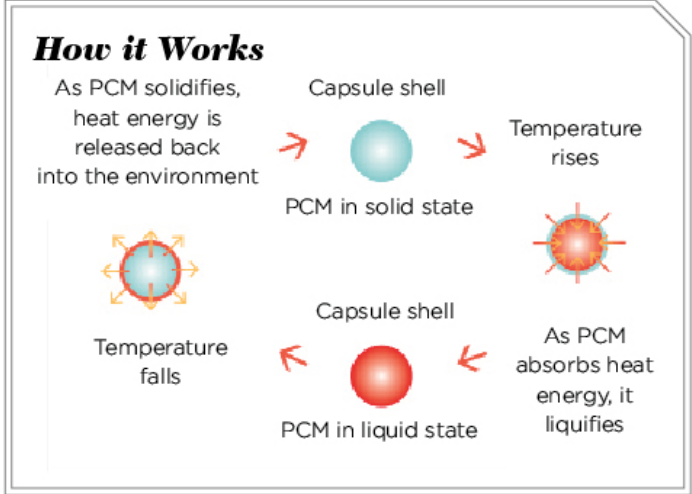 How it Works
As PCM solidifies,
heat energy is
released back
into the environment
Capsule shell
PCM in solid state
Temperature
rises
As PCM
absorbs heat
energy, it
liquifies
Capsule shell
PCM in liquid state
Temperature
falls